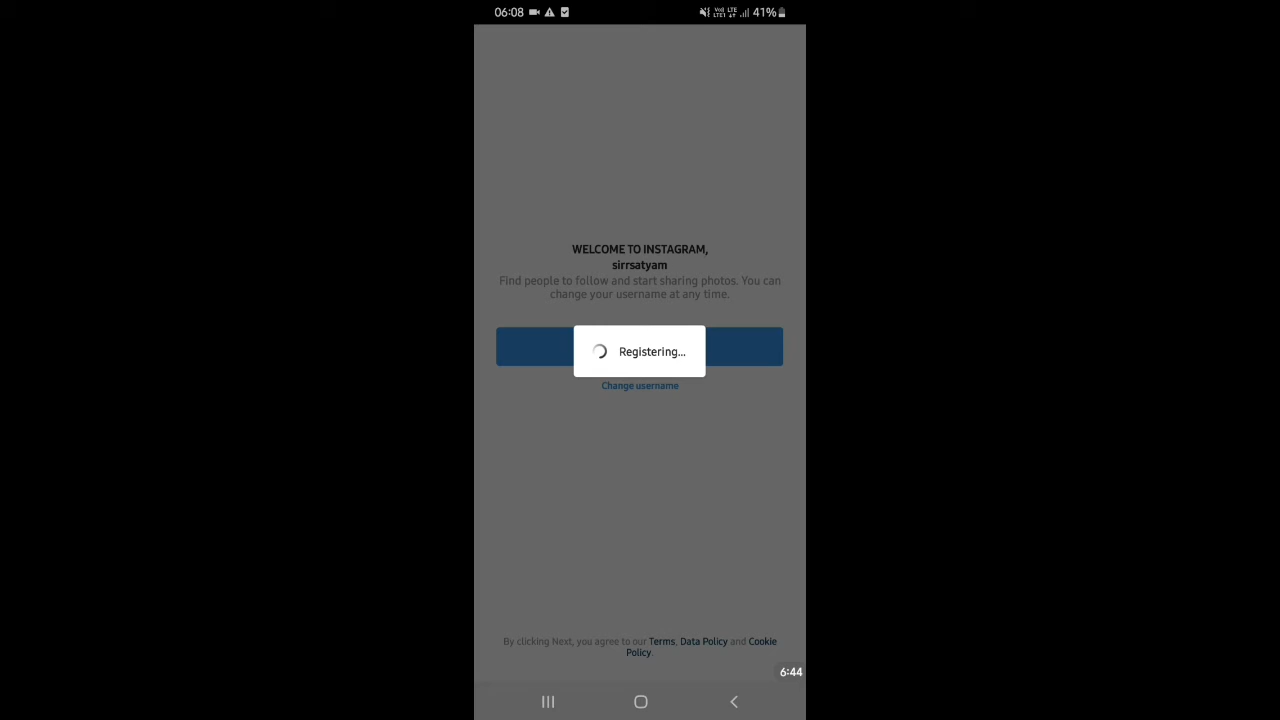 06:08
41%
WELCOME TO INSTAGRAM,
sirrsatyam
Find people to follow and start sharing photos. You can
change your username at any time.
Registering...
Change username
By clicking Next, you agree to our Terms, Data Policy and Cookie
Policy.
6:44